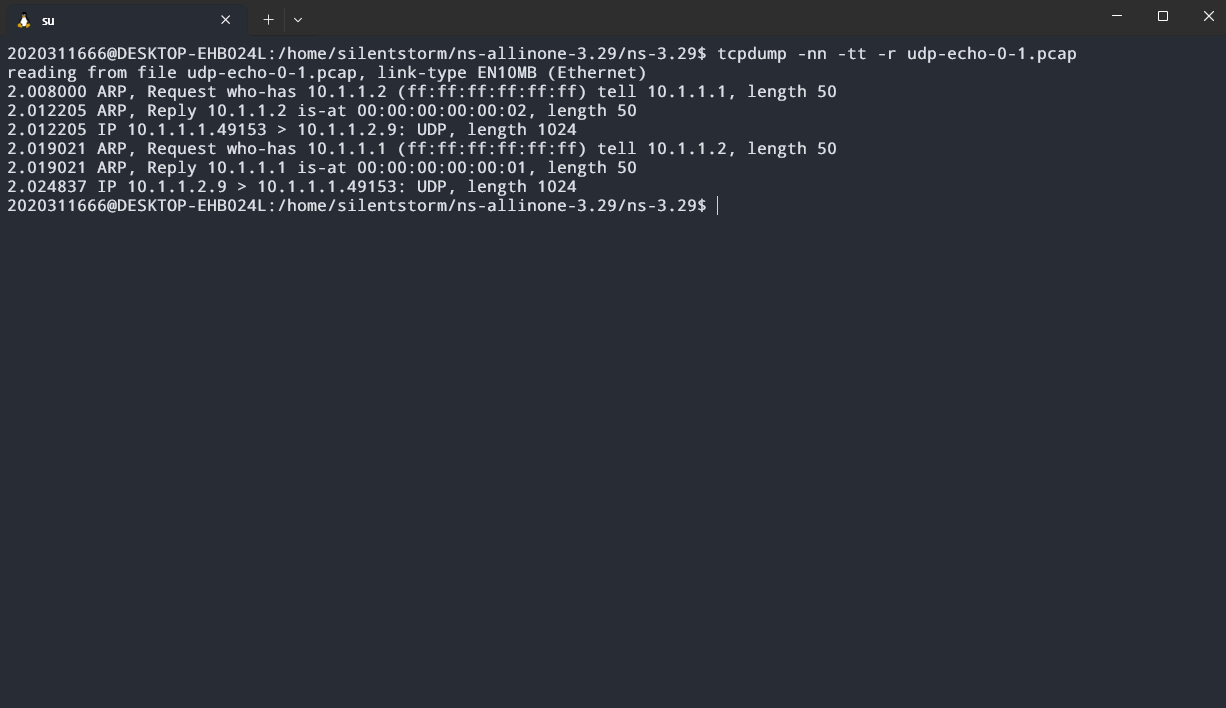 su
2020311666@DESKTOP-EHB024L:/home/silentstorm/ns-allinone-3.29/ns-3.29$ tcpdump -nn -tt -r udp-echo-0-1.pcap
reading from file udp-echo-0-1.pcap, link-type EN10MB (Ethernet)
2.008000 ARP, Request who-has 10.1.1.2 (ff:ff:ff:ff:ff:ff) tell 10.1.1.1, length 50
2.012205 ARP, Reply 10.1.1.2 is-at 00:00:00:00:00:02, length 50
2.012205 IP 10.1.1.1.49153 > 10.1.1.2.9: UDP, length 1024
2.019021 ARP, Request who-has 10.1.1.1 (ff:ff:ff:ff:ff:ff) tell 10.1.1.2, length 50
2.019021 ARP, Reply 10.1.1.1 is-at 00:00:00:00:00:01, length 50
2.024837 IP 10.1.1.2.9 > 10.1.1.1.49153: UDP, length 1024
2020311666@DESKTOP-EHB024L:/home/silentstorm/ns-allinone-3.29/ns-3.29$